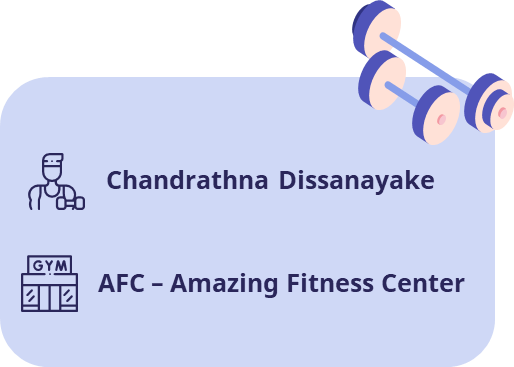 Chandrathna Dissanayake
GYM
AFC – Amazing Fitness Center